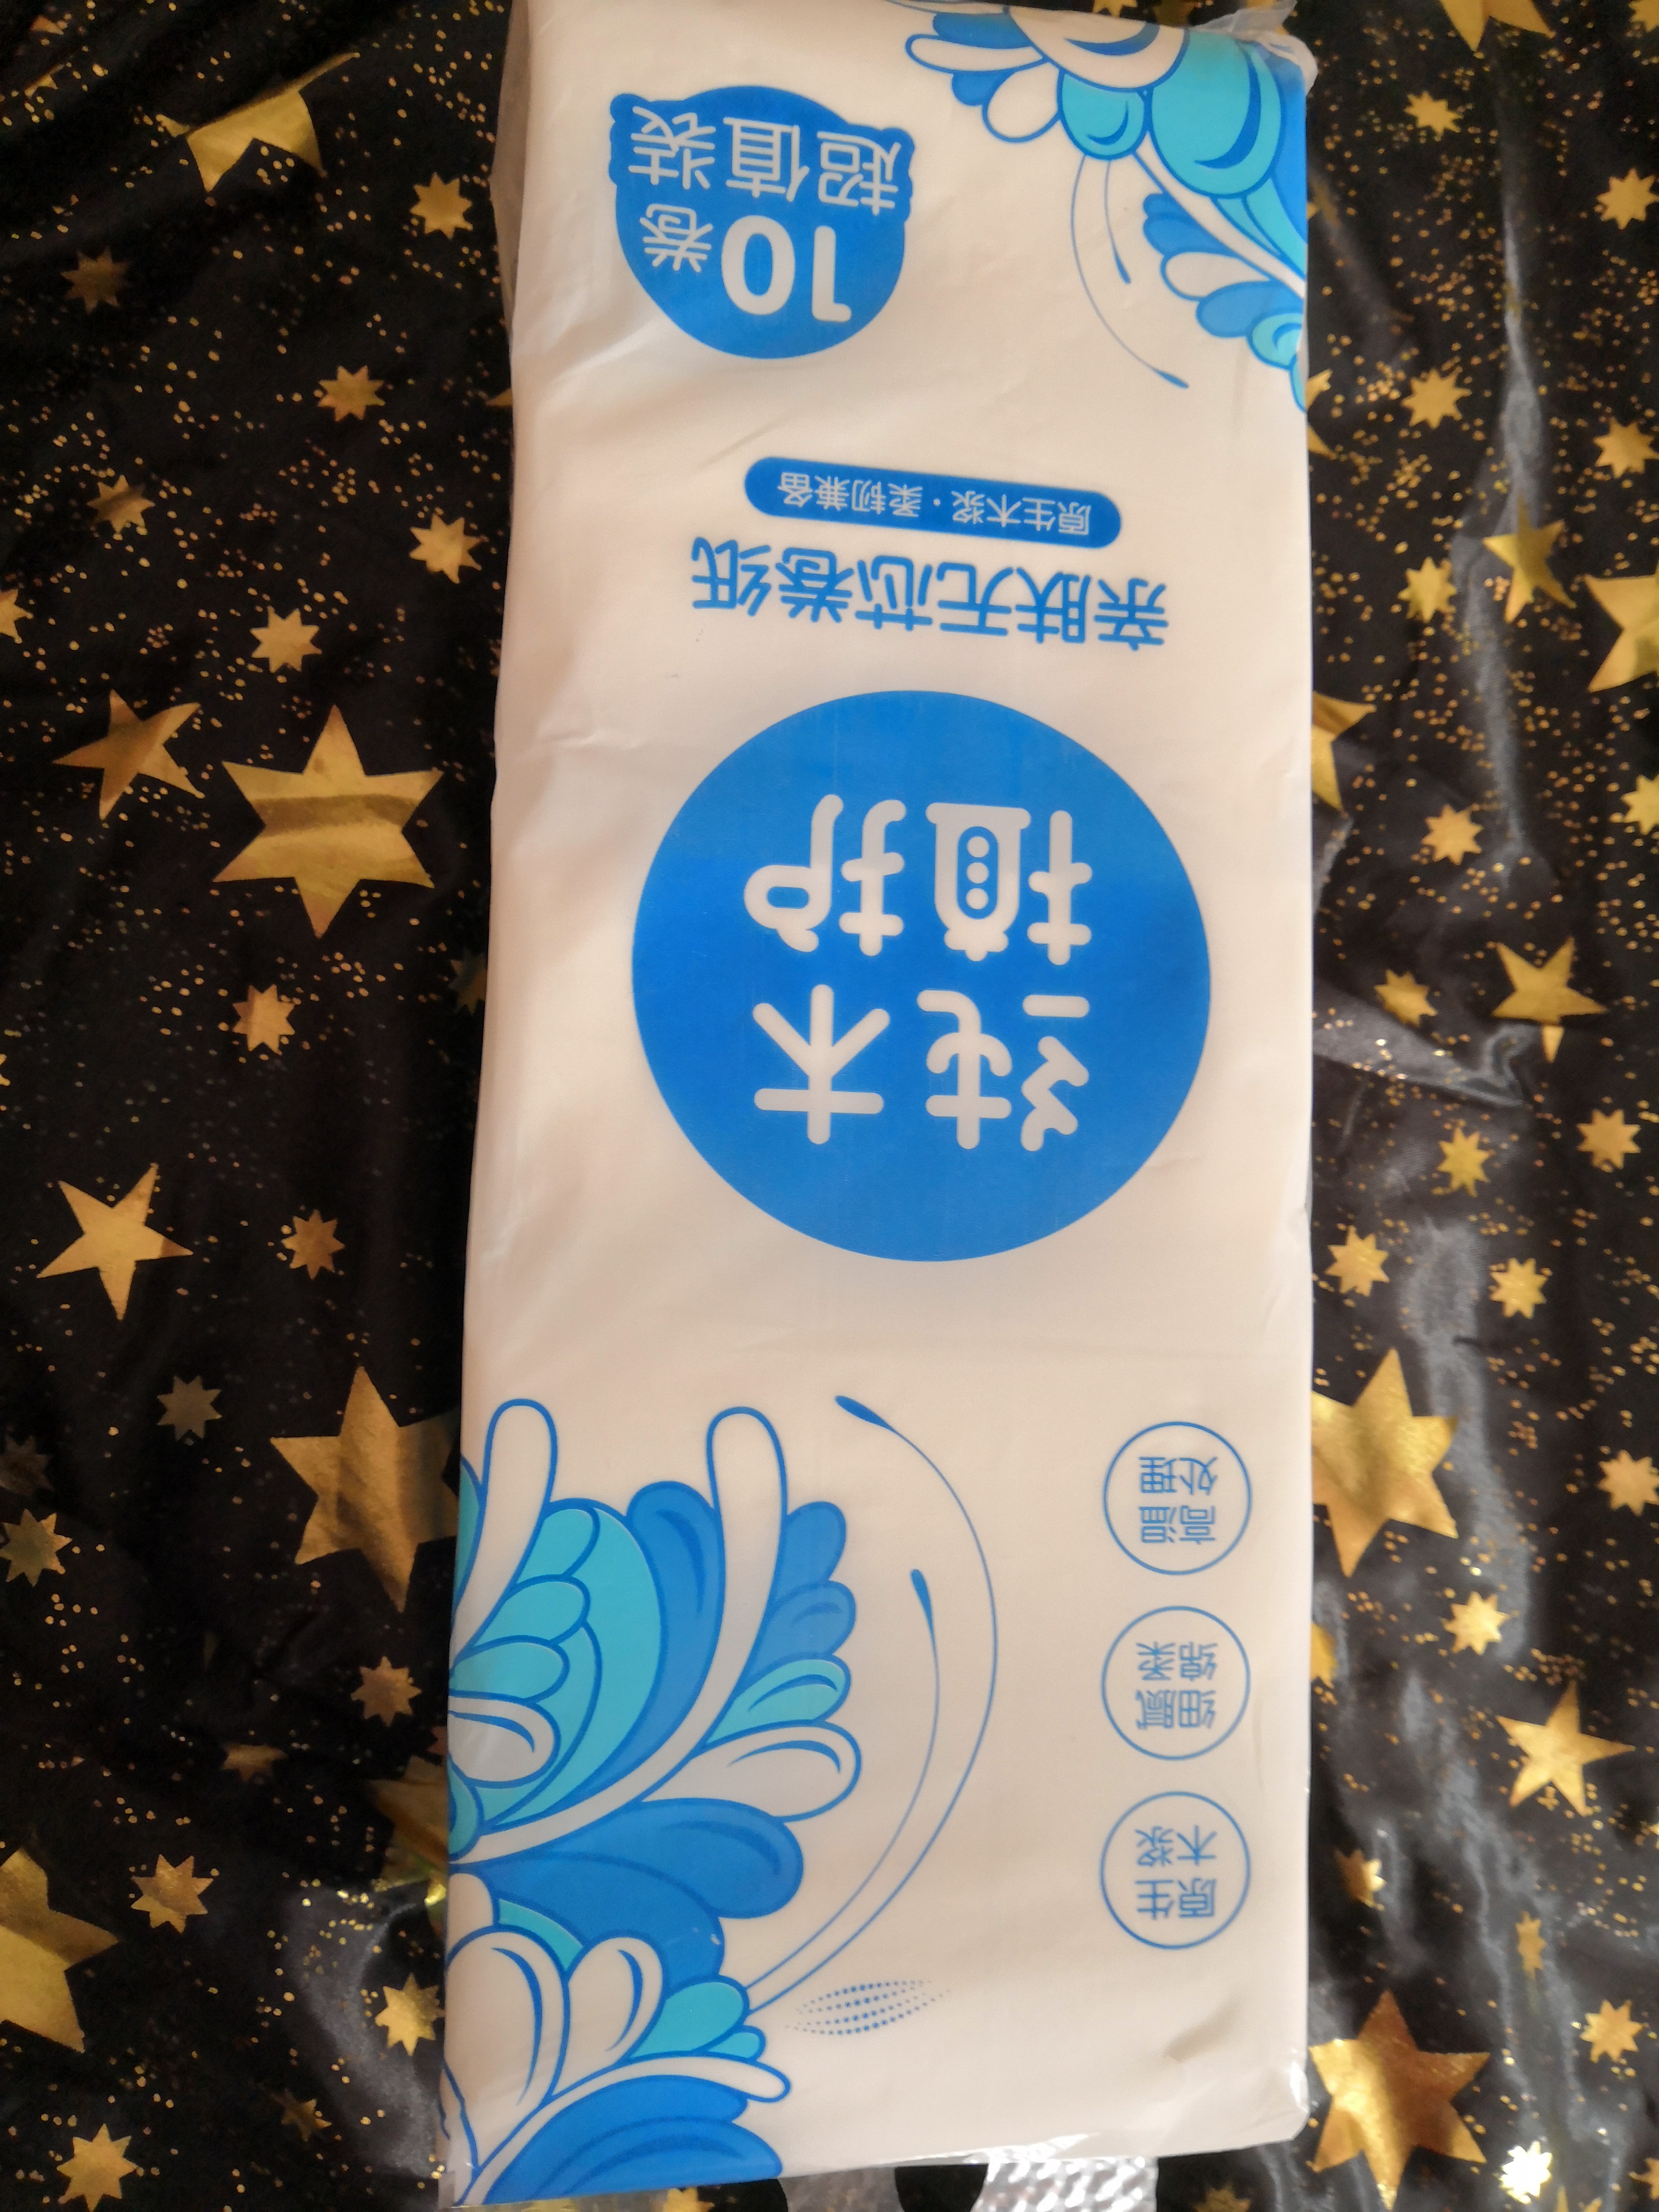 原生
木浆
细腻
绵柔
高温
处理
纯木
植护
亲肤无芯卷纸
原生木浆·柔韧兼备
10卷
超值装